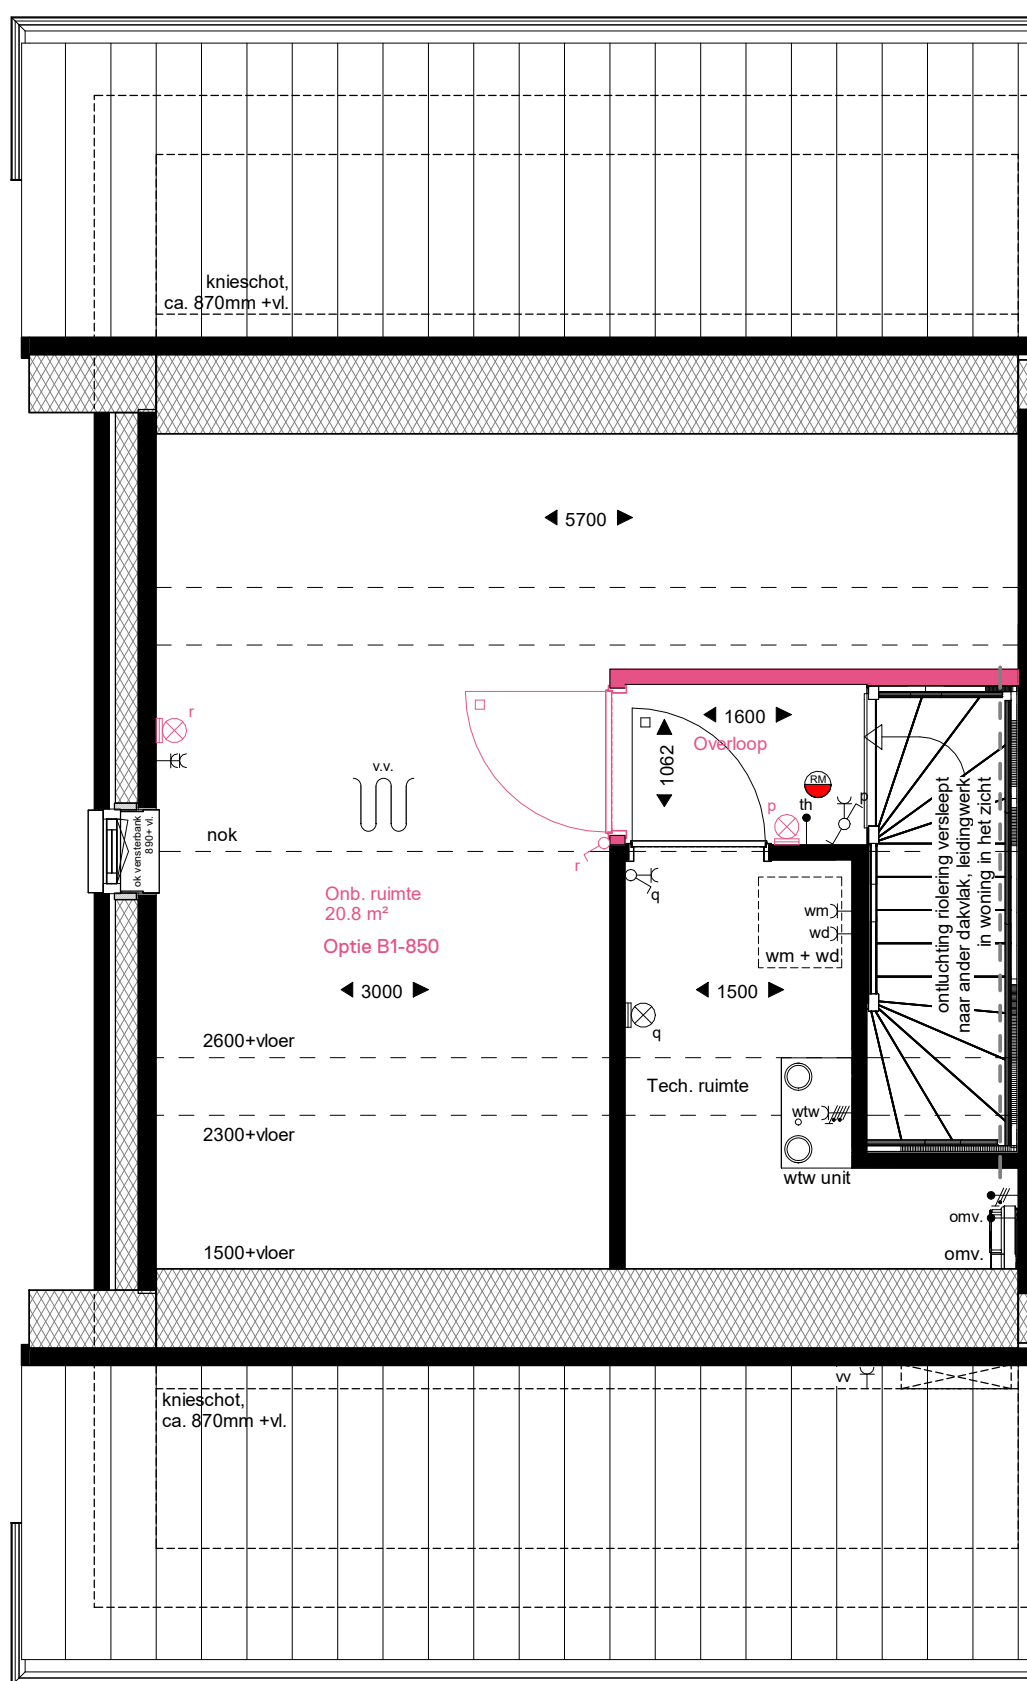 knieschot,
ca. 870mm +vl.
5700
r
v.v.
1600
Overloop
1062
RM
th
p
p
ontluchting riolering versleept
naar ander dakvlak, leidingwerk
in woning in het zicht
nok
ok vensterbank
890+ vl.
r
q
Onb. ruimte
20.8 m²
Optie B1-850
wm
wd
wm + wd
3000
1500
q
2600+vloer
Tech. ruimte
wtw
2300+vloer
wtw unit
omv.
omv.
1500+vloer
vv
knieschot,
ca. 870mm +vl.